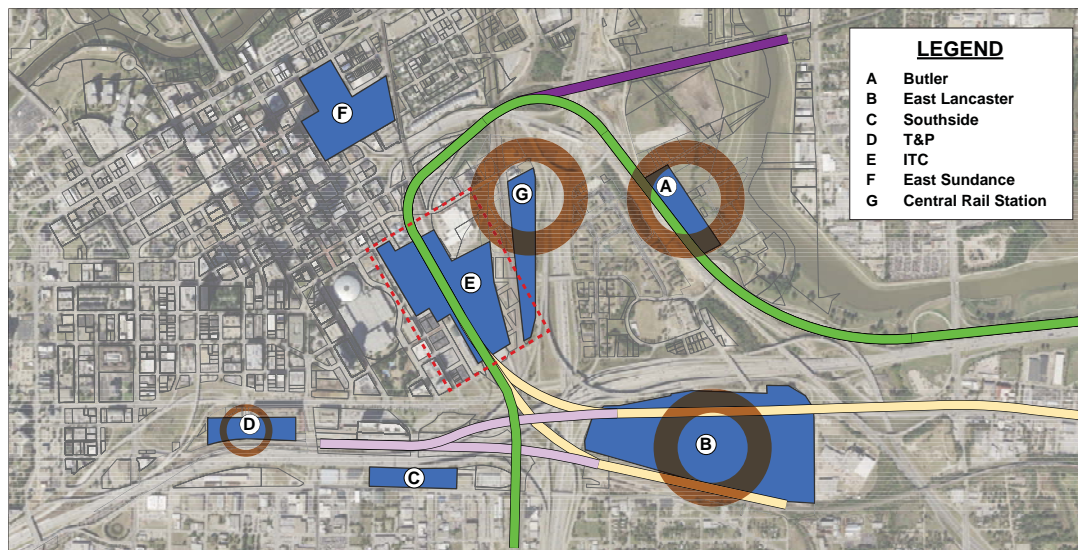 LEGEND
A Butler
B East Lancaster
C Southside
D T&P
E ITC
F East Sundance
G Central Rail Station
F
G
A
E
D
B
C